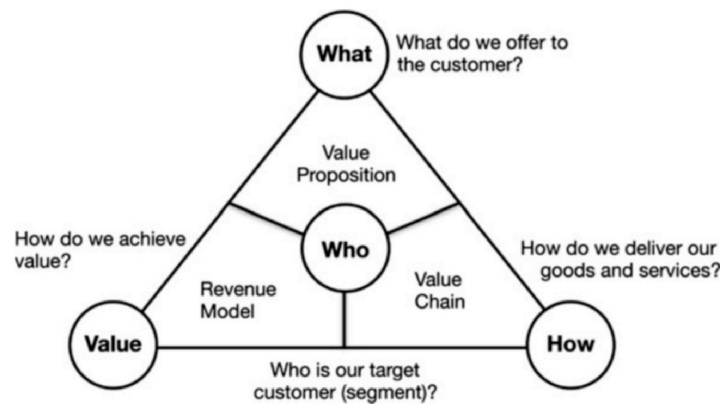 What
What do we offer to
the customer?
Value
Proposition
How do we achieve
value?
Who
How do we deliver our
goods and services?
Revenue
Model
Value
Chain
Value
How
Who is our target
customer (segment)?